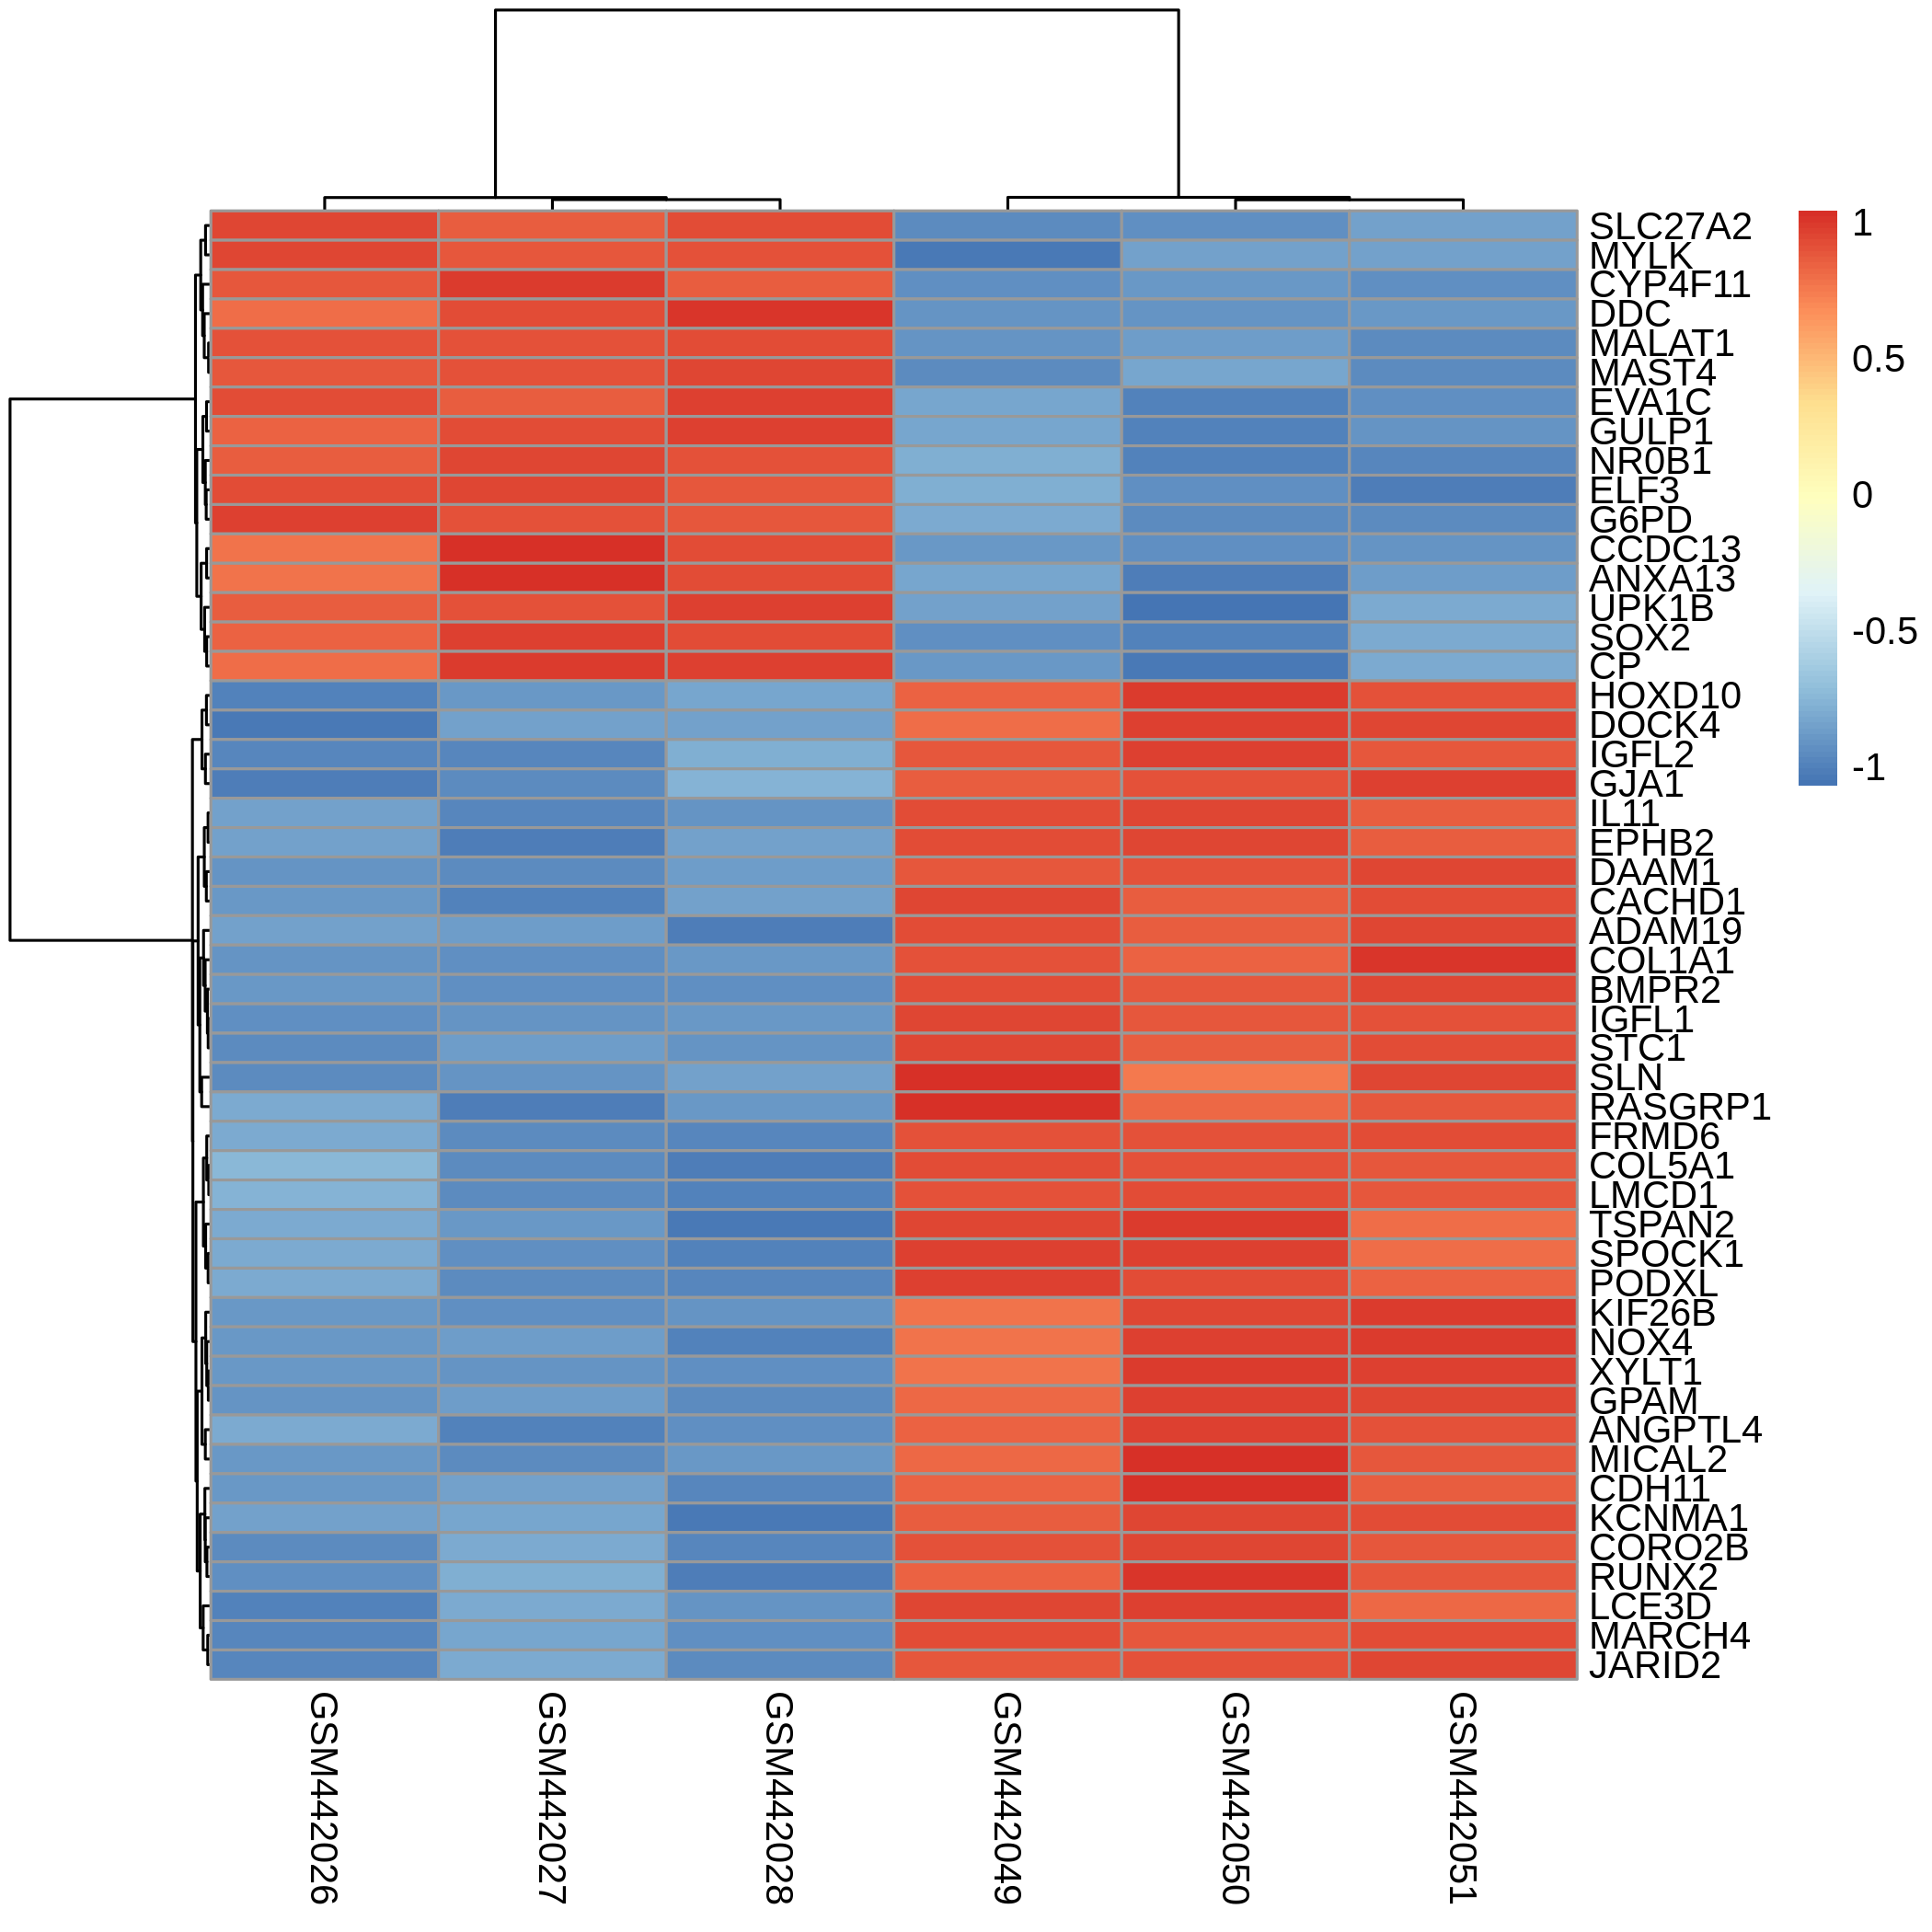 SLC27A2
MYLK
CYP4F11
DDC
MALAT1
MAST4
EVA1C
GULP1
NR0B1
ELF3
G6PD
CCDC13
ANXA13
UPK1B
SOX2
CP
HOXD10
DOCK4
IGFL2
GJA1
IL11
EPHB2
DAAM1
CACHD1
ADAM19
COL1A1
BMPR2
IGFL1
STC1
SLN
RASGRP1
FRMD6
COL5A1
LMCD1
TSPAN2
SPOCK1
PODXL
KIF26B
NOX4
XYLT1
GPAM
ANGPTL4
MICAL2
CDH11
KCNMA1
CORO2B
RUNX2
LCE3D
MARCH4
JARID2
1
0.5
0
-0.5
-1
GSM442026
GSM442027
GSM442028
GSM442049
GSM442050
GSM442051